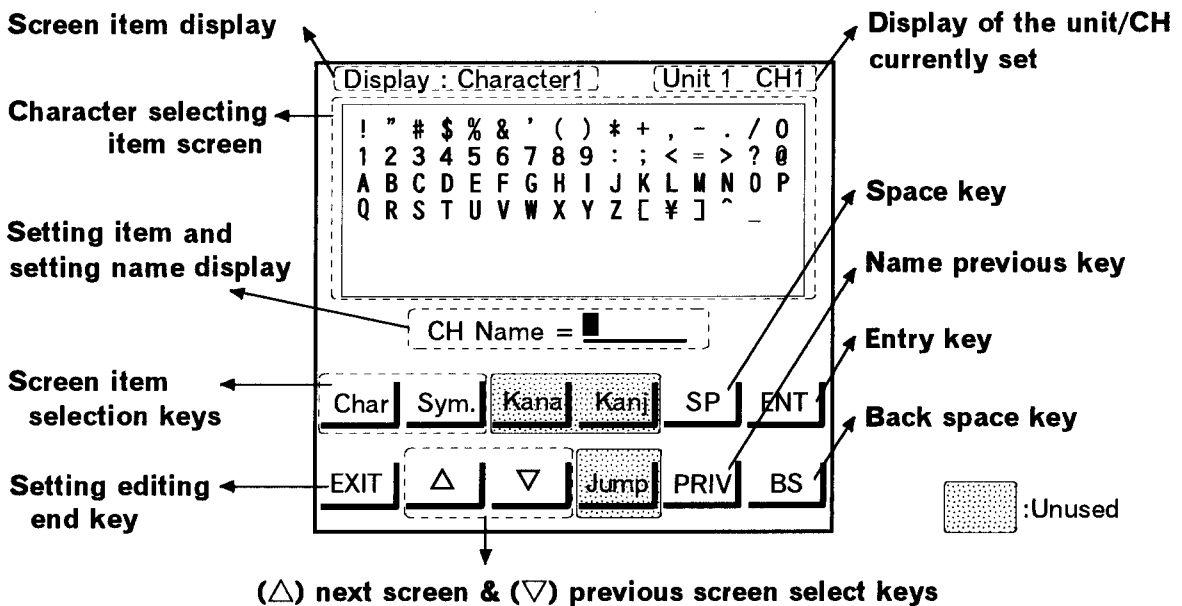 Screen item display
Display of the unit/CH
currently set
Display : Character1
Unit 1 CH1
Character selecting
item screen
! " # $ % & ' ( ) * + , - . / 0
1 2 3 4 5 6 7 8 9 : ; < = > ? @
A B C D E F G H I J K L M N O P
Q R S T U V W X Y Z [ ¥ ] ^ _
Space key
Setting item and
setting name display
Name previous key
CH Name =
Entry key
Screen item
selection keys
Char Sym. Kana Kanj SP ENT
Back space key
Setting editing
end key
EXIT △ ▽ Jump PRIV BS
:Unused
(△) next screen & (▽) previous screen select keys